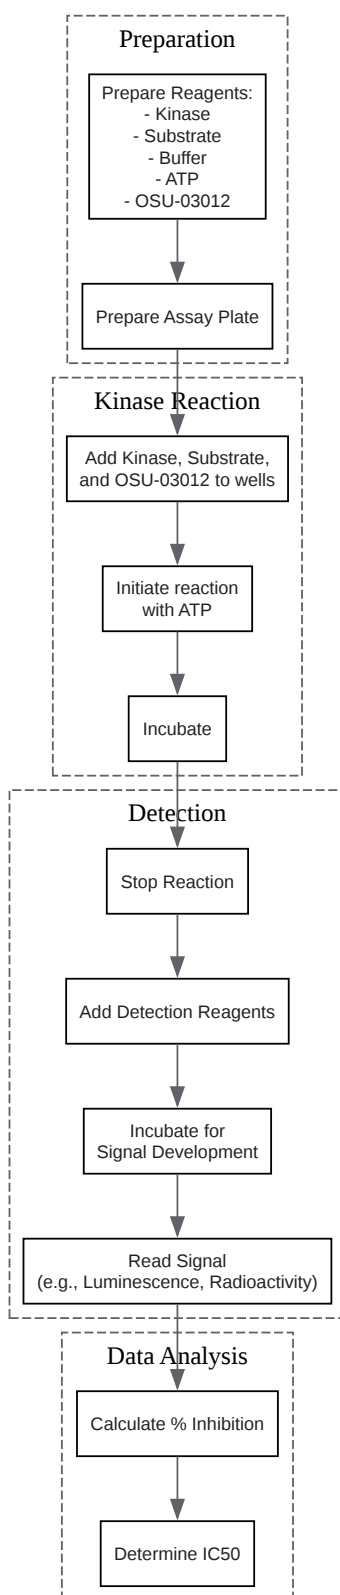 Preparation
Prepare Reagents:
- Kinase
- Substrate
- Buffer
- ATP
- OSU-03012
Prepare Assay Plate
Kinase Reaction
Add Kinase, Substrate,
and OSU-03012 to wells
Initiate reaction
with ATP
Incubate
Detection
Stop Reaction
Add Detection Reagents
Incubate for
Signal Development
Read Signal
(e.g., Luminescence, Radioactivity)
Data Analysis
Calculate % Inhibition
Determine IC50